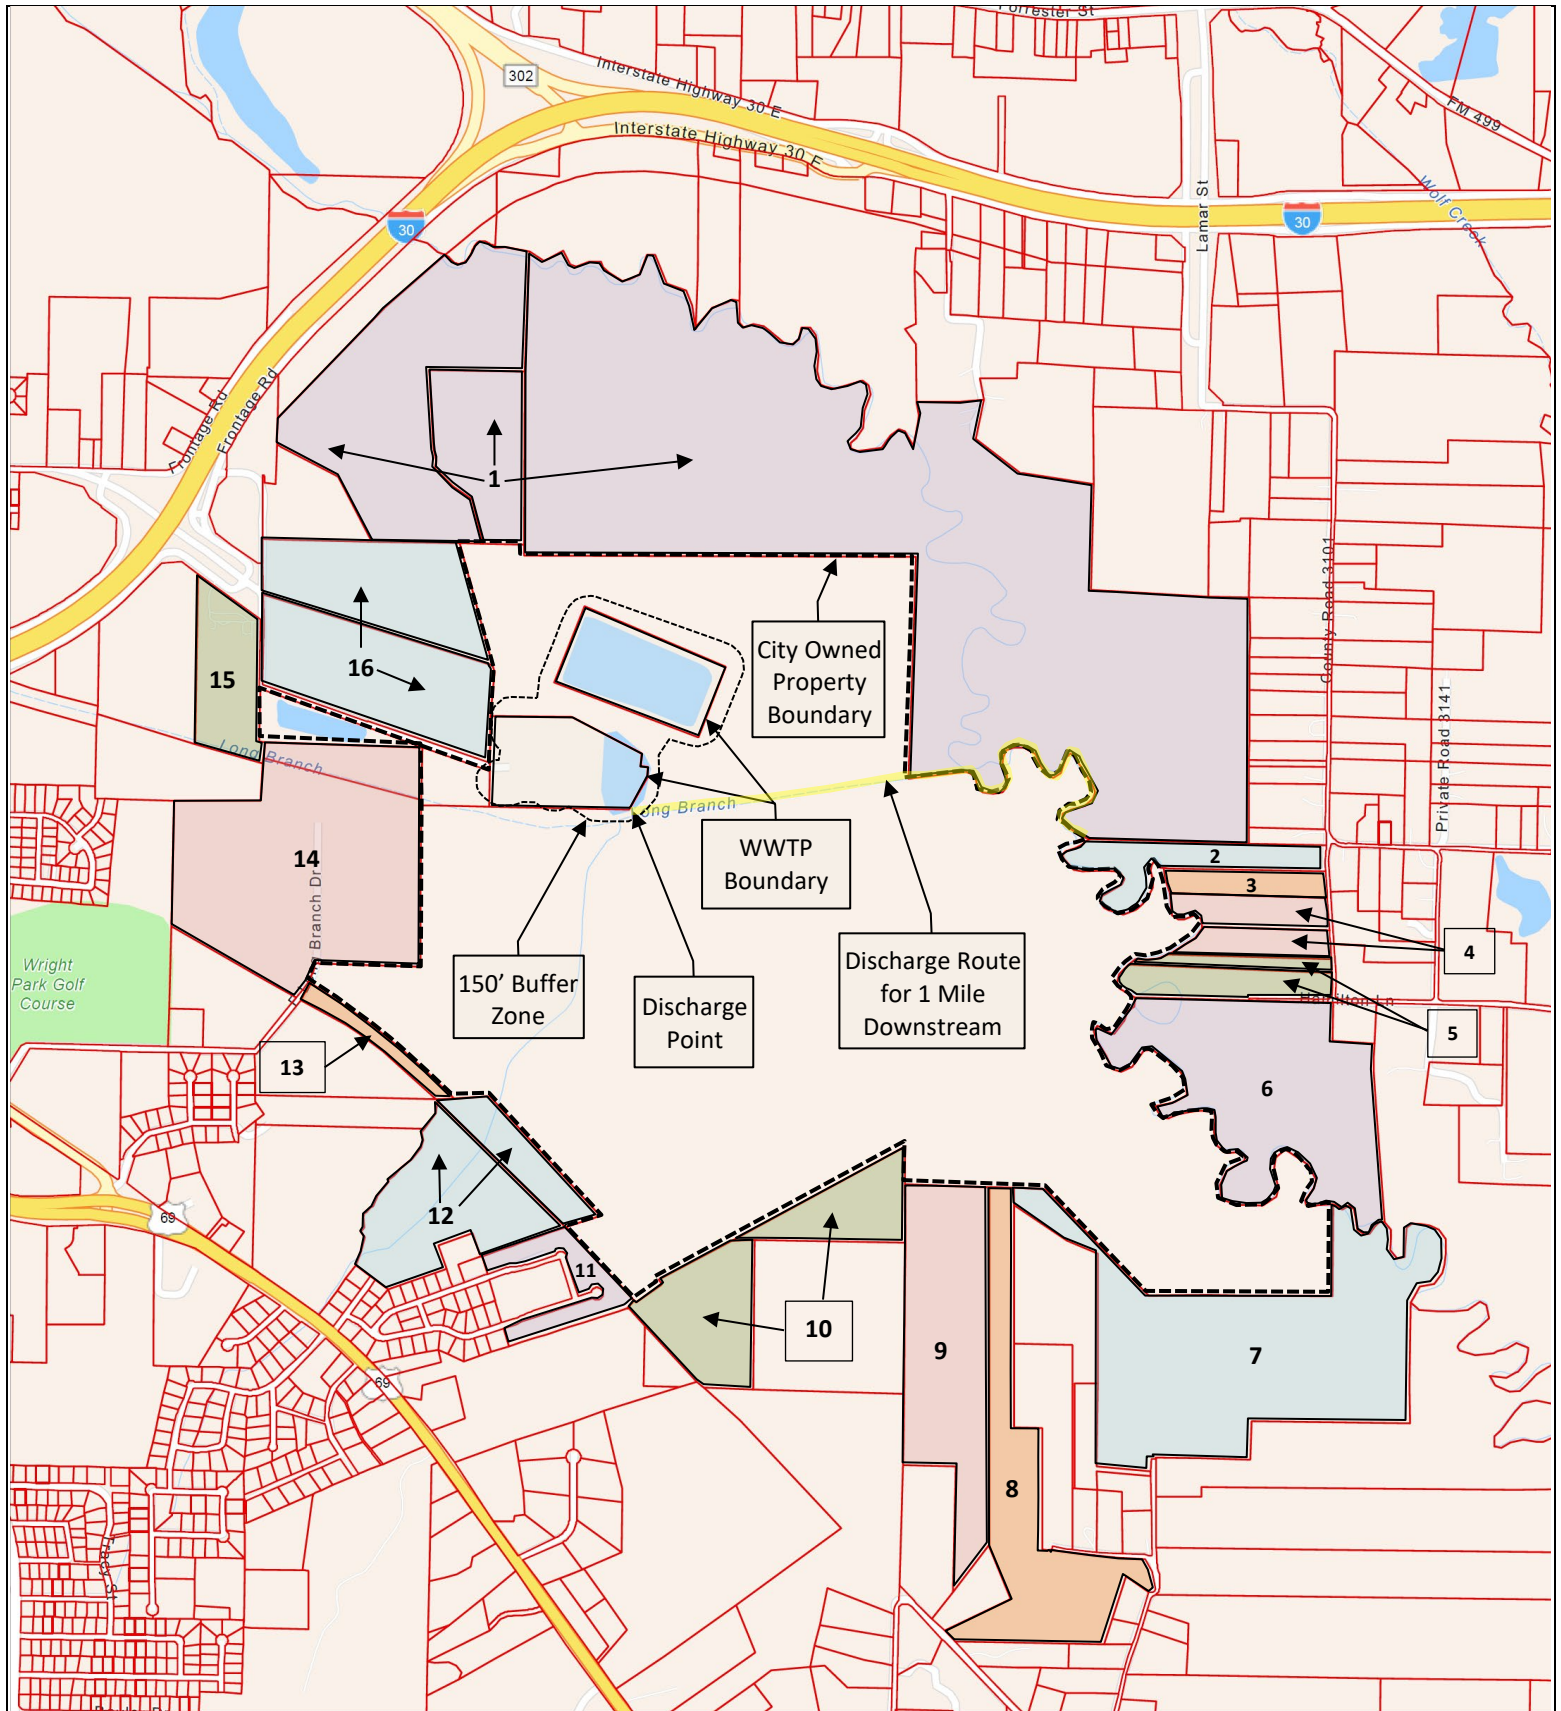 Forrester St
302
Interstate Highway 30 E
Interstate Highway 30 E
FM 499
Wolf Creek
Lamar St
30
30
Frontage Rd
Frontage Rd
1
County Road 3101
City Owned
Property
Boundary
16
15
Private Road 3141
Long Branch
Long Branch
WWTP
Boundary
14
Branch Dr
2
3
4
150' Buffer
Zone
Discharge
Point
Discharge Route
for 1 Mile
Downstream
Wright
Park Golf
Course
Hamilton Ln
5
13
6
12
69
11
10
9
7
69
8
Tracy St